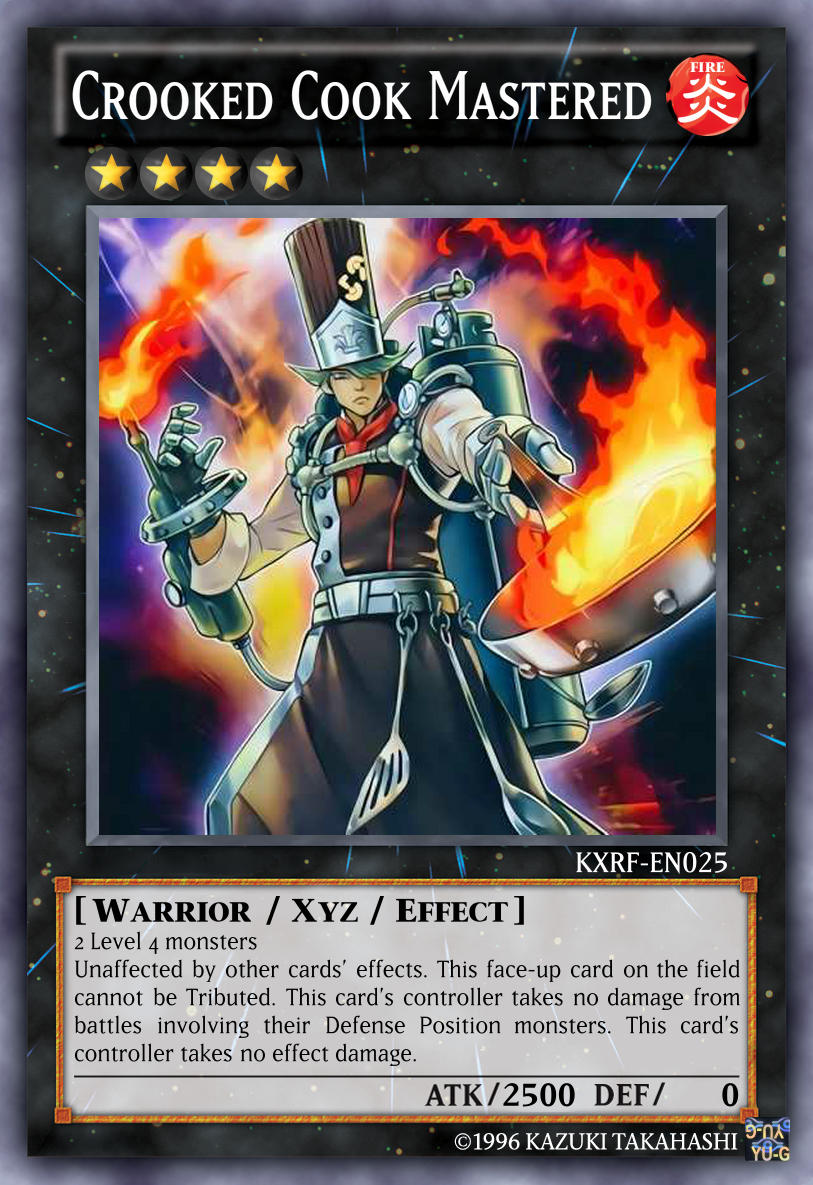 Crooked Cook Mastered
FIRE
炎
59
KXRF-EN025
[ Warrior / Xyz / Effect ]
2 Level 4 monsters
Unaffected by other cards' effects. This face-up card on the field
cannot be Tributed. This card's controller takes no damage from
battles involving their Defense Position monsters. This card's
controller takes no effect damage.
ATK/2500 DEF/ 0
©1996 KAZUKI TAKAHASHI
YU-G
YU-G